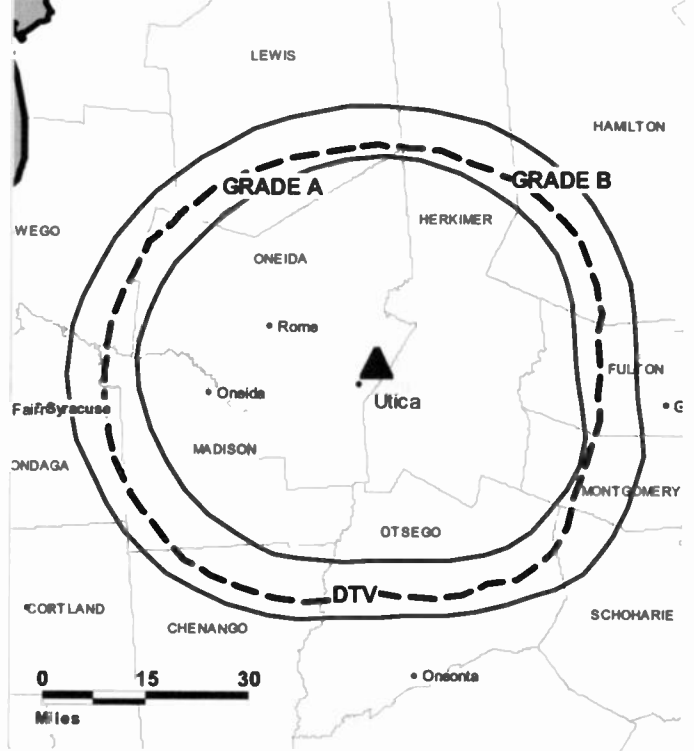 LEWIS
HAMILTON
GRADE A
GRADE B
HERKIMER
WEGO
ONEIDA
Rome
FULTON
Oneida
Utica
Syracuse
G
MADISON
ONDAGA
MONTGOMERY
OTSEGO
DTV
CORTLAND
SCHOHARIE
CHENANGO
Oneonta
0 15 30
Miles